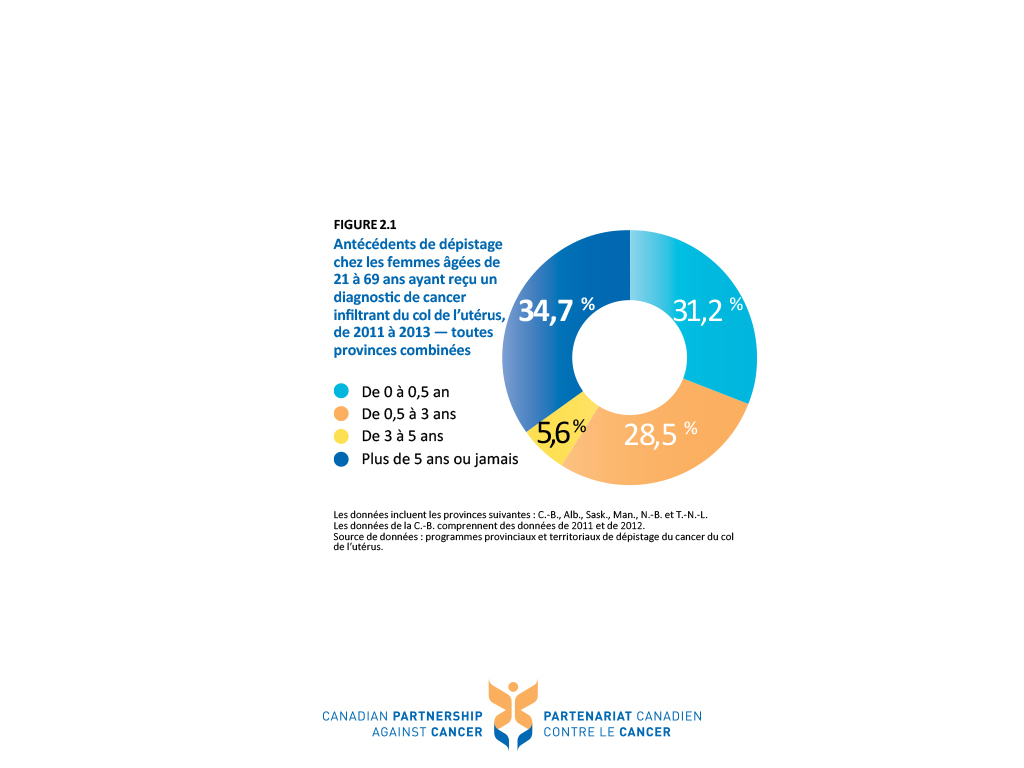 FIGURE 2.1
Antécédents de dépistage
chez les femmes âgées de
21 à 69 ans ayant reçu un
diagnostic de cancer
infiltrant du col de l'utérus,
de 2011 à 2013 — toutes
provinces combinées
34,7 %
31,2 %
5,6 %
28,5 %
De 0 à 0,5 an
De 0,5 à 3 ans
De 3 à 5 ans
Plus de 5 ans ou jamais
Les données incluent les provinces suivantes : C.-B., Alb., Sask., Man., N.-B. et T.-N.-L.
Les données de la C.-B. comprennent des données de 2011 et de 2012.
Source de données : programmes provinciaux et territoriaux de dépistage du cancer du col
de l'utérus.
CANADIAN PARTNERSHIP
AGAINST CANCER
PARTENARIAT CANADIEN
CONTRE LE CANCER